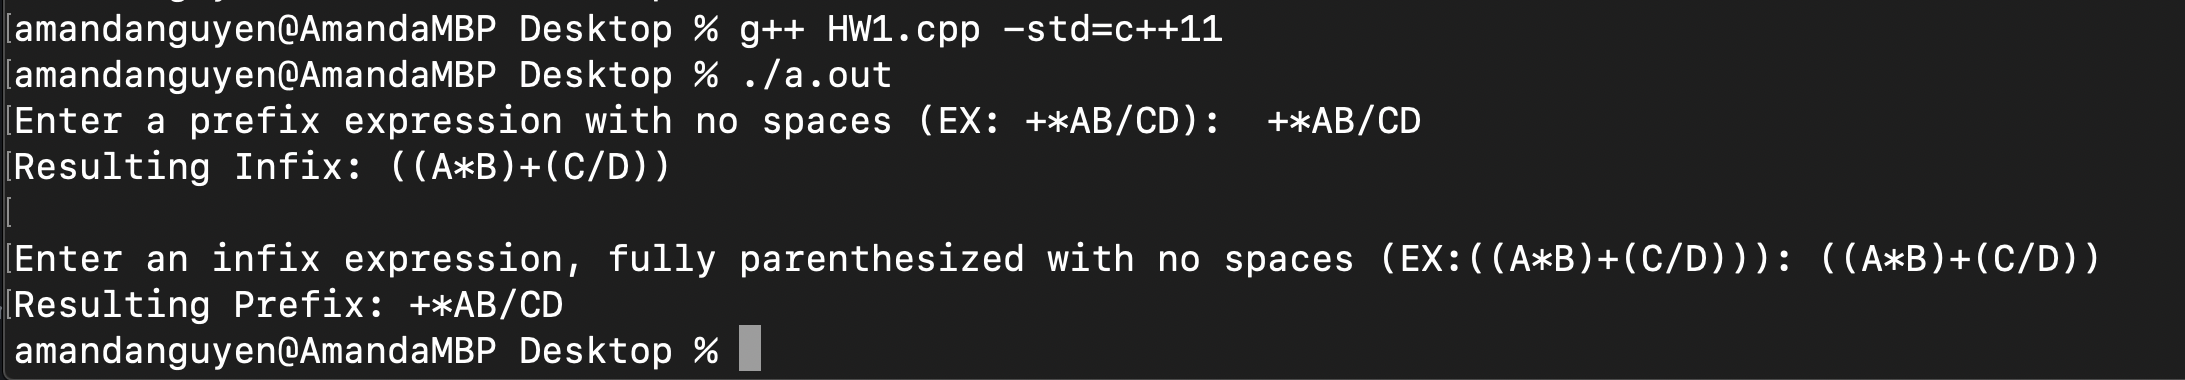 [amandanguyen@AmandaMBP Desktop % g++ HW1.cpp -std=c++11
[amandanguyen@AmandaMBP Desktop % ./a.out
[Enter a prefix expression with no spaces (EX: +*AB/CD):  +*AB/CD
[Resulting Infix: ((A*B)+(C/D))
[
[Enter an infix expression, fully parenthesized with no spaces (EX:((A*B)+(C/D))): ((A*B)+(C/D))
[Resulting Prefix: +*AB/CD
amandanguyen@AmandaMBP Desktop %